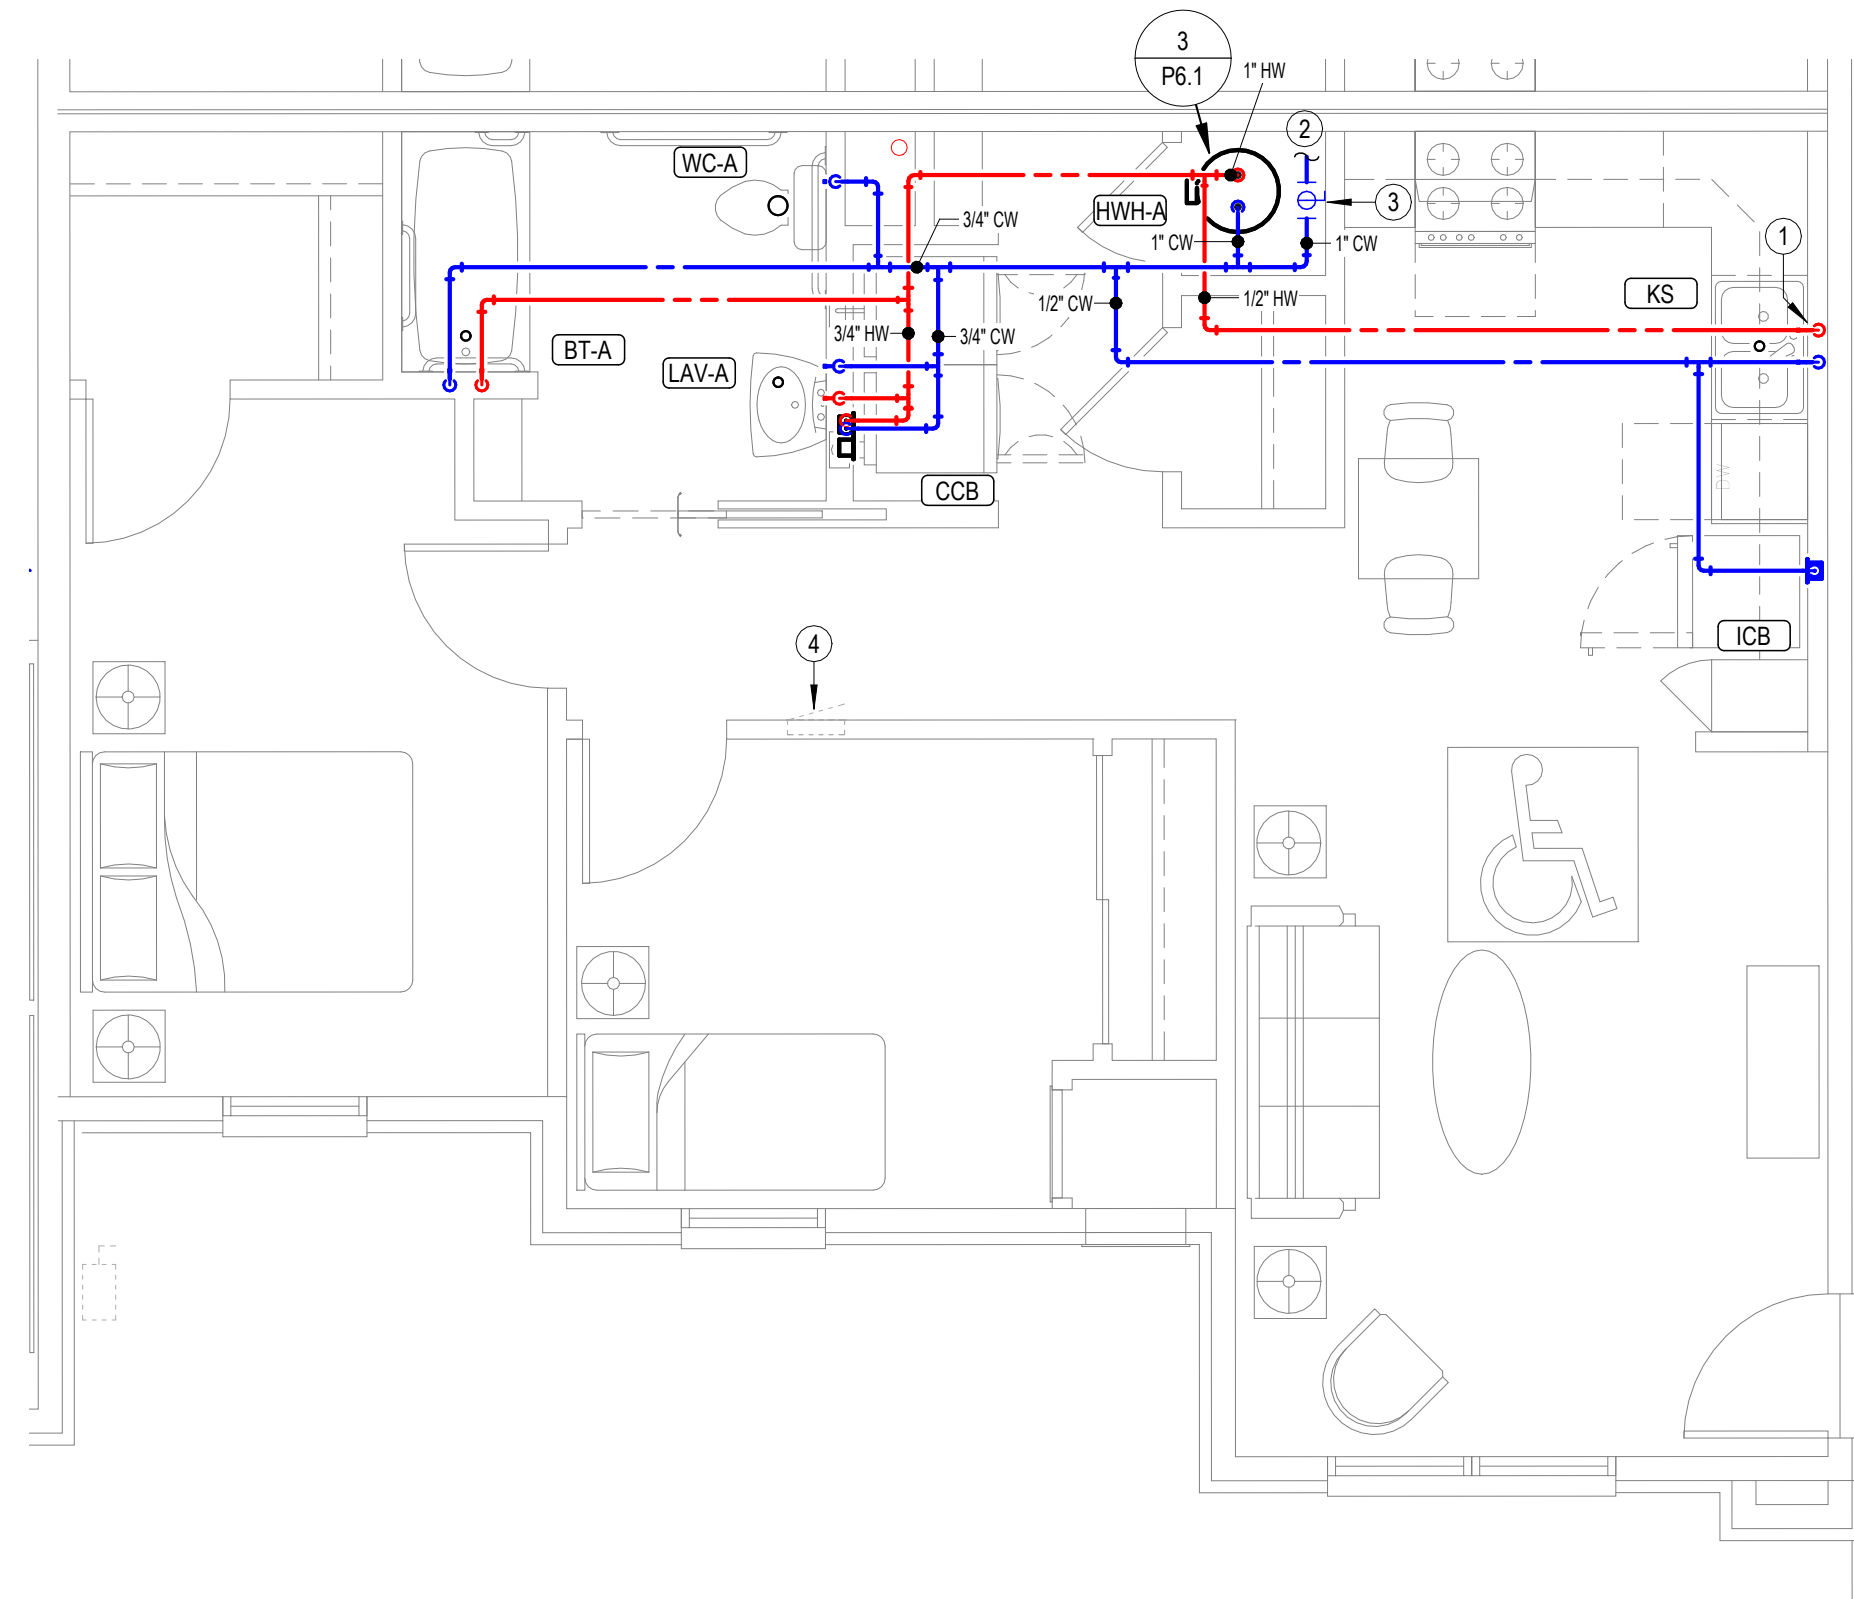 3
P6.1
1" HW
2
WC-A
HWH-A
3
3/4" CW
1" CW
1" CW
1
KS
1/2" CW
1/2" HW
3/4" HW
3/4" CW
BT-A
LAV-A
CCB
DW
ICB
4